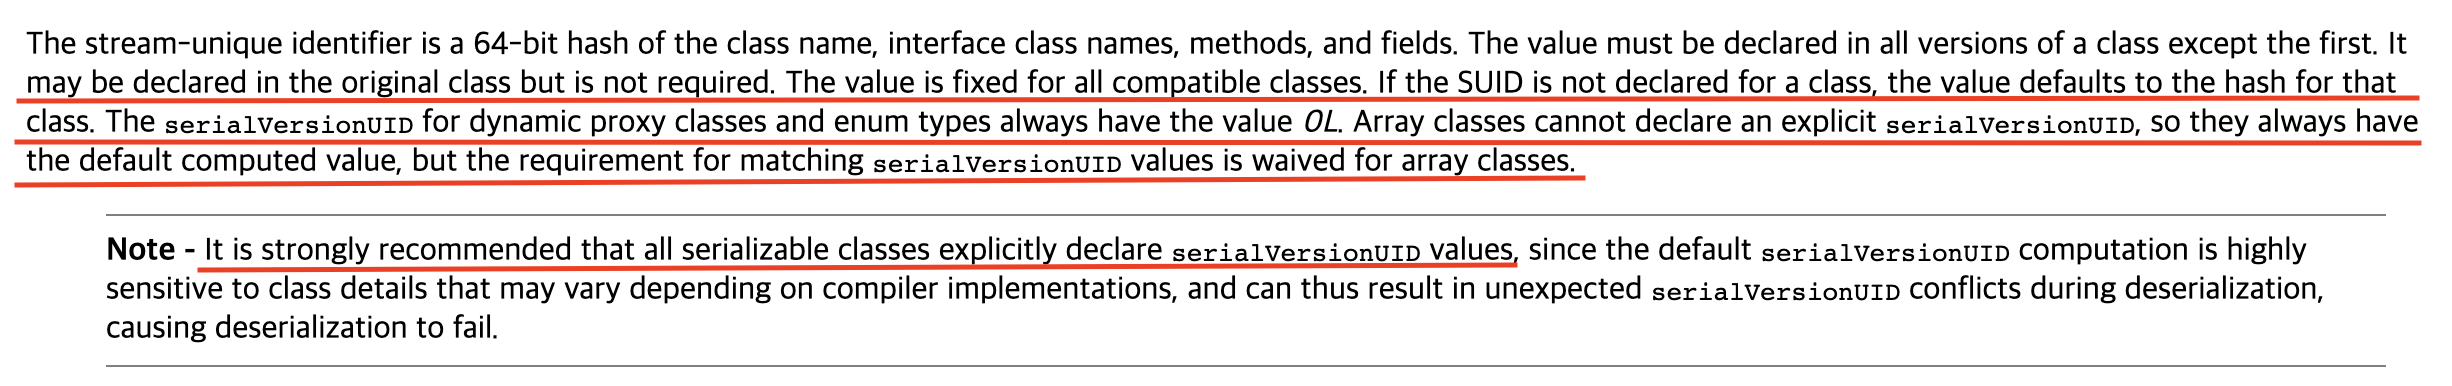 The stream-unique identifier is a 64-bit hash of the class name, interface class names, methods, and fields. The value must be declared in all versions of a class except the first. It
may be declared in the original class but is not required. The value is fixed for all compatible classes. If the SUID is not declared for a class, the value defaults to the hash for that
class. The serialVersionUID for dynamic proxy classes and enum types always have the value 0L. Array classes cannot declare an explicit serialVersionUID, so they always have
the default computed value, but the requirement for matching serialVersionUID values is waived for array classes.
Note - It is strongly recommended that all serializable classes explicitly declare serialVersionUID values, since the default serialVersionUID computation is highly
sensitive to class details that may vary depending on compiler implementations, and can thus result in unexpected serialVersionUID conflicts during deserialization,
causing deserialization to fail.